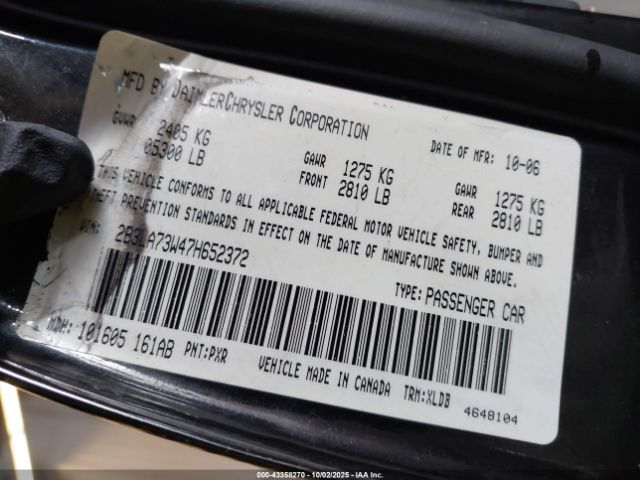 MFD BY DAIMLERCHRYSLER CORPORATION
DATE OF MFR: 10-06
GVWR 2405 KG 05300 LB
GAWR FRONT 1275 KG 2810 LB
GAWR REAR 1275 KG 2810 LB
THIS VEHICLE CONFORMS TO ALL APPLICABLE FEDERAL MOTOR VEHICLE SAFETY, BUMPER AND
THEFT PREVENTION STANDARDS IN EFFECT ON THE DATE OF MANUFACTURE SHOWN ABOVE.
VIN: 2B3LA73W47H652372
TYPE: PASSENGER CAR
MDH: 101605 161AB PNT:PXR
VEHICLE MADE IN CANADA TRM:XLDB
4648104
000-43358270 - 10/02/2025 - IAA Inc.